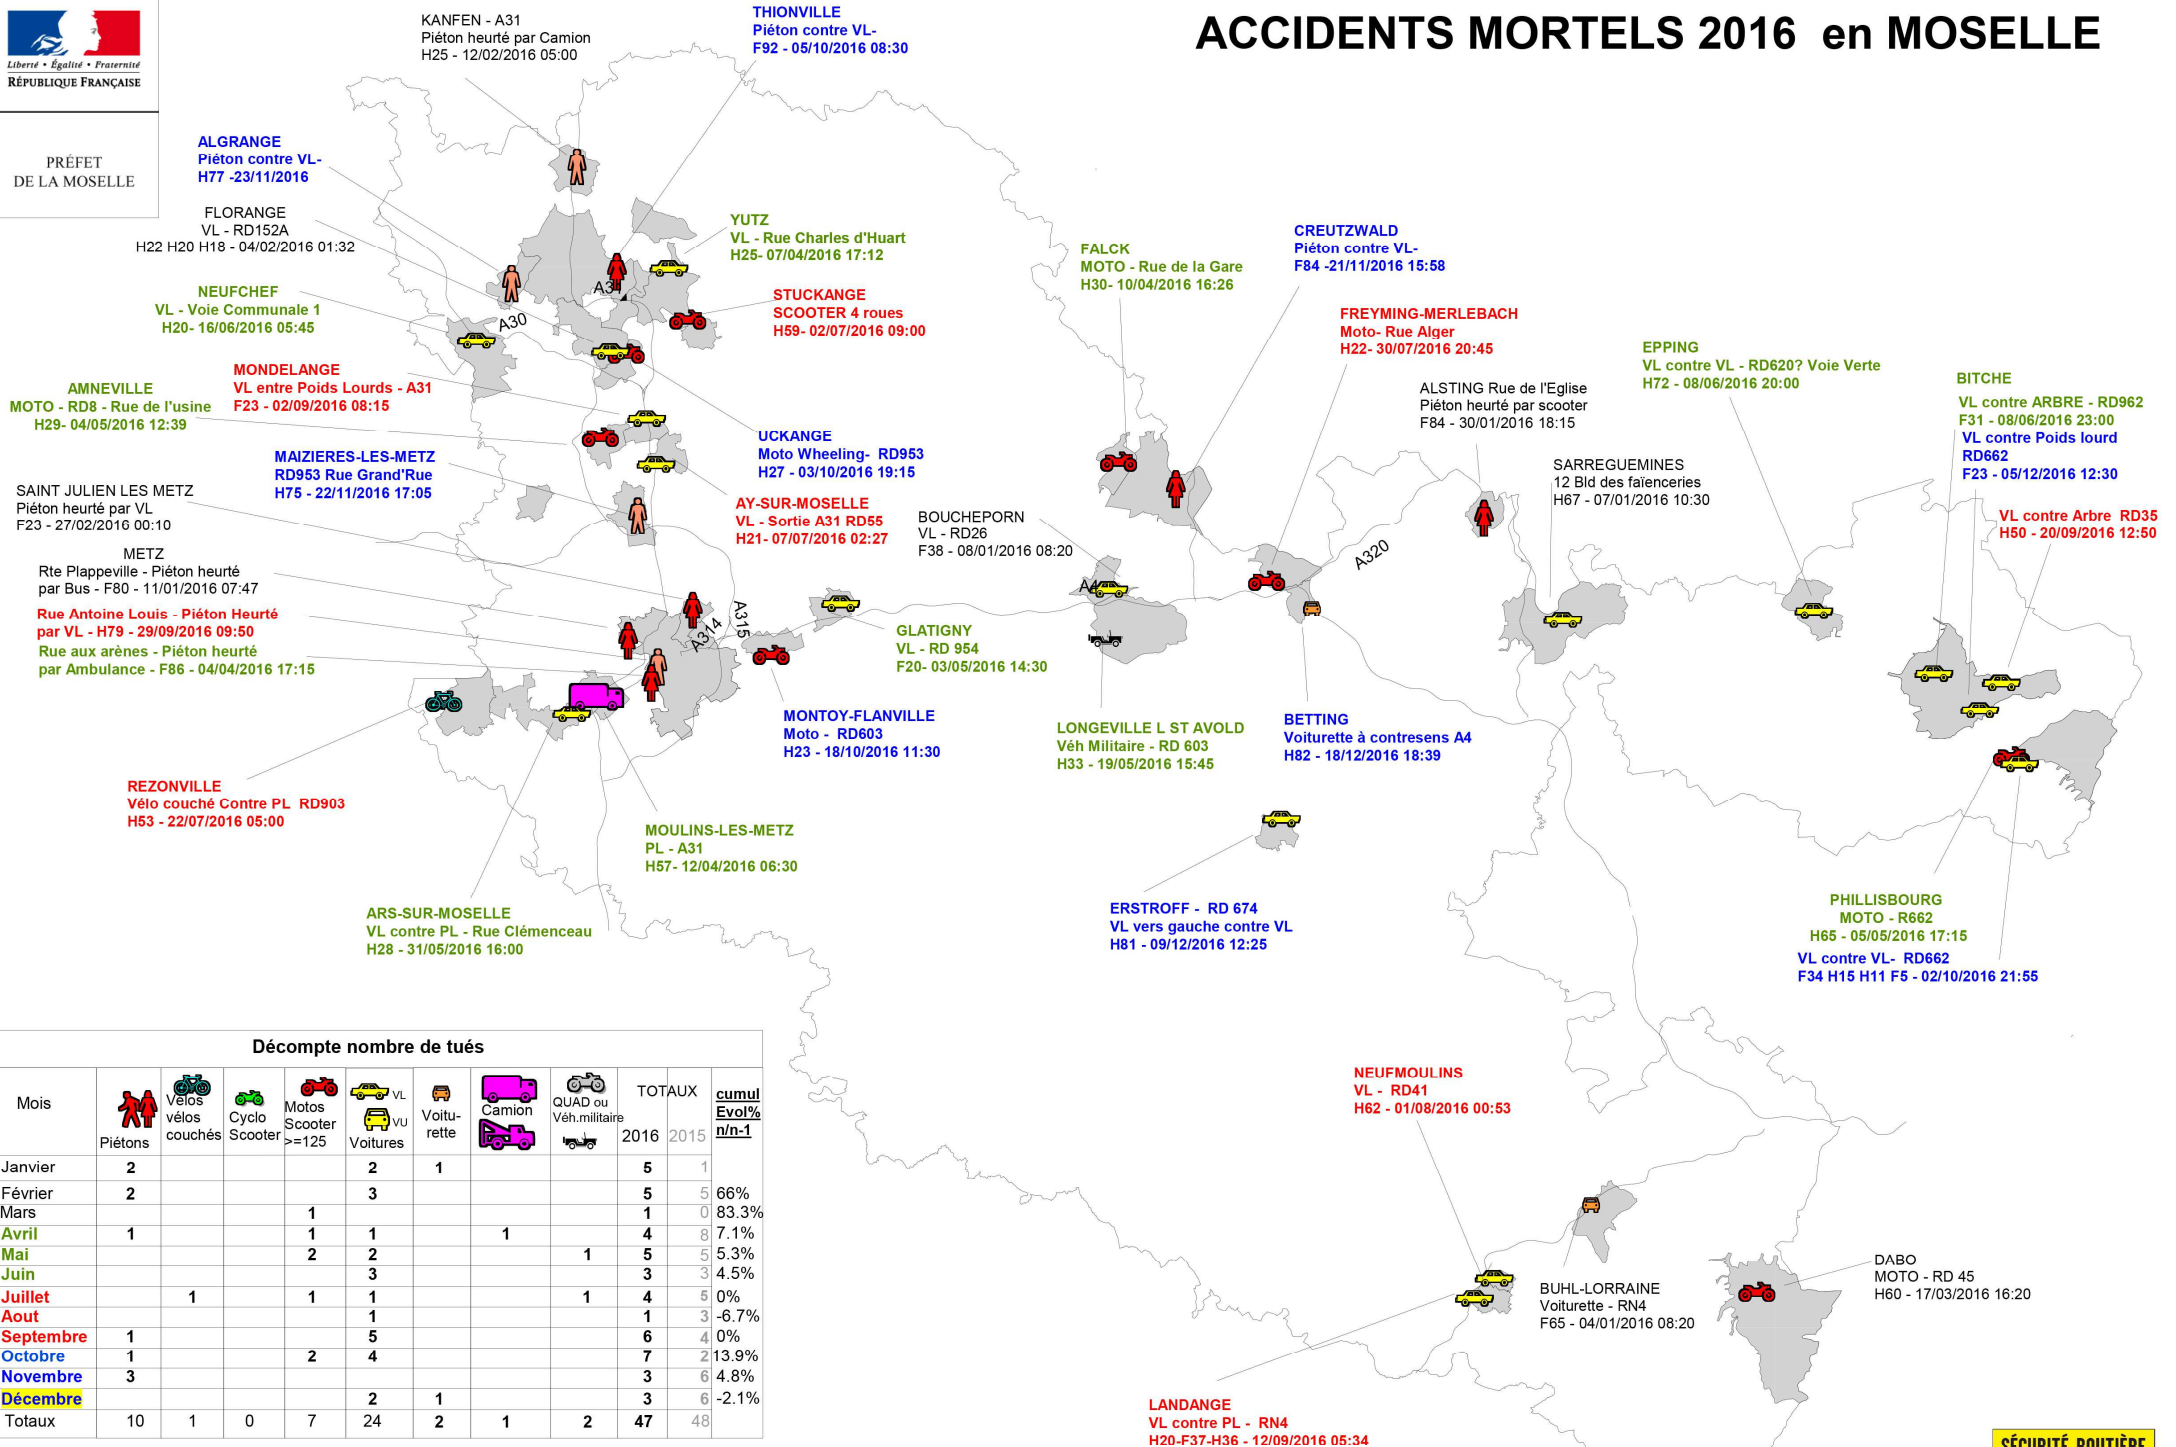 ACCIDENTS MORTELS 2016 en MOSELLE
Liberté • Égalité • Fraternité
RÉPUBLIQUE FRANÇAISE
PRÉFET
DE LA MOSELLE
KANFEN - A31
Piéton heurté par Camion
H25 - 12/02/2016 05:00
THIONVILLE
Piéton contre VL-
F92 - 05/10/2016 08:30
ALGRANGE
Piéton contre VL-
H77 -23/11/2016
FLORANGE
VL - RD152A
H22 H20 H18 - 04/02/2016 01:32
YUTZ
VL - Rue Charles d'Huart
H25- 07/04/2016 17:12
NEUFCHEF
VL - Voie Communale 1
H20- 16/06/2016 05:45
STUCKANGE
SCOOTER 4 roues
H59- 02/07/2016 09:00
MONDELANGE
VL entre Poids Lourds - A31
F23 - 02/09/2016 08:15
AMNEVILLE
MOTO - RD8 - Rue de l'usine
H29- 04/05/2016 12:39
UCKANGE
Moto Wheeling- RD953
H27 - 03/10/2016 19:15
MAIZIERES-LES-METZ
RD953 Rue Grand'Rue
H75 - 22/11/2016 17:05
AY-SUR-MOSELLE
VL - Sortie A31 RD55
H21- 07/07/2016 02:27
SAINT JULIEN LES METZ
Piéton heurté par VL
F23 - 27/02/2016 00:10
METZ
Rte Plappeville - Piéton heurté
par Bus - F80 - 11/01/2016 07:47
Rue Antoine Louis - Piéton Heurté
par VL - H79 - 29/09/2016 09:50
Rue aux arènes - Piéton heurté
par Ambulance - F86 - 04/04/2016 17:15
A31
A30
A314
A315
A4
A320
FALCK
MOTO - Rue de la Gare
H30- 10/04/2016 16:26
CREUTZWALD
Piéton contre VL-
F84 -21/11/2016 15:58
FREYMING-MERLEBACH
Moto- Rue Alger
H22- 30/07/2016 20:45
ALSTING Rue de l'Eglise
Piéton heurté par scooter
F84 - 30/01/2016 18:15
EPPING
VL contre VL - RD620? Voie Verte
H72 - 08/06/2016 20:00
BITCHE
VL contre ARBRE - RD962
F31 - 08/06/2016 23:00
VL contre Poids lourd
RD662
F23 - 05/12/2016 12:30
VL contre Arbre RD35
H50 - 20/09/2016 12:50
SARREGUEMINES
12 Bld des faïenceries
H67 - 07/01/2016 10:30
BOUCHEPORN
VL - RD26
F38 - 08/01/2016 08:20
GLATIGNY
VL - RD 954
F20- 03/05/2016 14:30
MONTOY-FLANVILLE
Moto - RD603
H23 - 18/10/2016 11:30
LONGEVILLE L ST AVOLD
Véh Militaire - RD 603
H33 - 19/05/2016 15:45
BETTING
Voiturette à contresens A4
H82 - 18/12/2016 18:39
REZONVILLE
Vélo couché Contre PL RD903
H53 - 22/07/2016 05:00
MOULINS-LES-METZ
PL - A31
H57- 12/04/2016 06:30
ARS-SUR-MOSELLE
VL contre PL - Rue Clémenceau
H28 - 31/05/2016 16:00
ERSTROFF - RD 674
VL vers gauche contre VL
H81 - 09/12/2016 12:25
PHILLISBOURG
MOTO - R662
H65 - 05/05/2016 17:15
VL contre VL- RD662
F34 H15 H11 F5 - 02/10/2016 21:55
NEUFMOULINS
VL - RD41
H62 - 01/08/2016 00:53
BUHL-LORRAINE
Voiturette - RN4
F65 - 04/01/2016 08:20
DABO
MOTO - RD 45
H60 - 17/03/2016 16:20
LANDANGE
VL contre PL - RN4
H20-F37-H36 - 12/09/2016 05:34
Décompte nombre de tués
Mois
Piétons
Vélos
vélos
couchés
Cyclo
Scooter
Motos
Scooter
>=125
VL
VU
Voitures
Voitu-
rette
Camion
QUAD ou
Véh.militaire
TOTAUX
2016 2015
cumul
Evol%
n/n-1
Janvier 2 2 1 5 1
Février 2 3 5 5 66%
Mars 1 1 0 83.3%
Avril 1 1 1 1 4 8 7.1%
Mai 2 2 1 5 5 5.3%
Juin 3 3 3 4.5%
Juillet 1 1 1 1 4 5 0%
Aout 1 1 3 -6.7%
Septembre 1 5 6 4 0%
Octobre 1 2 4 7 2 13.9%
Novembre 3 3 6 4.8%
Décembre 2 1 3 6 -2.1%
Totaux 10 1 0 7 24 2 1 2 47 48
SÉCURITÉ ROUTIÈRE